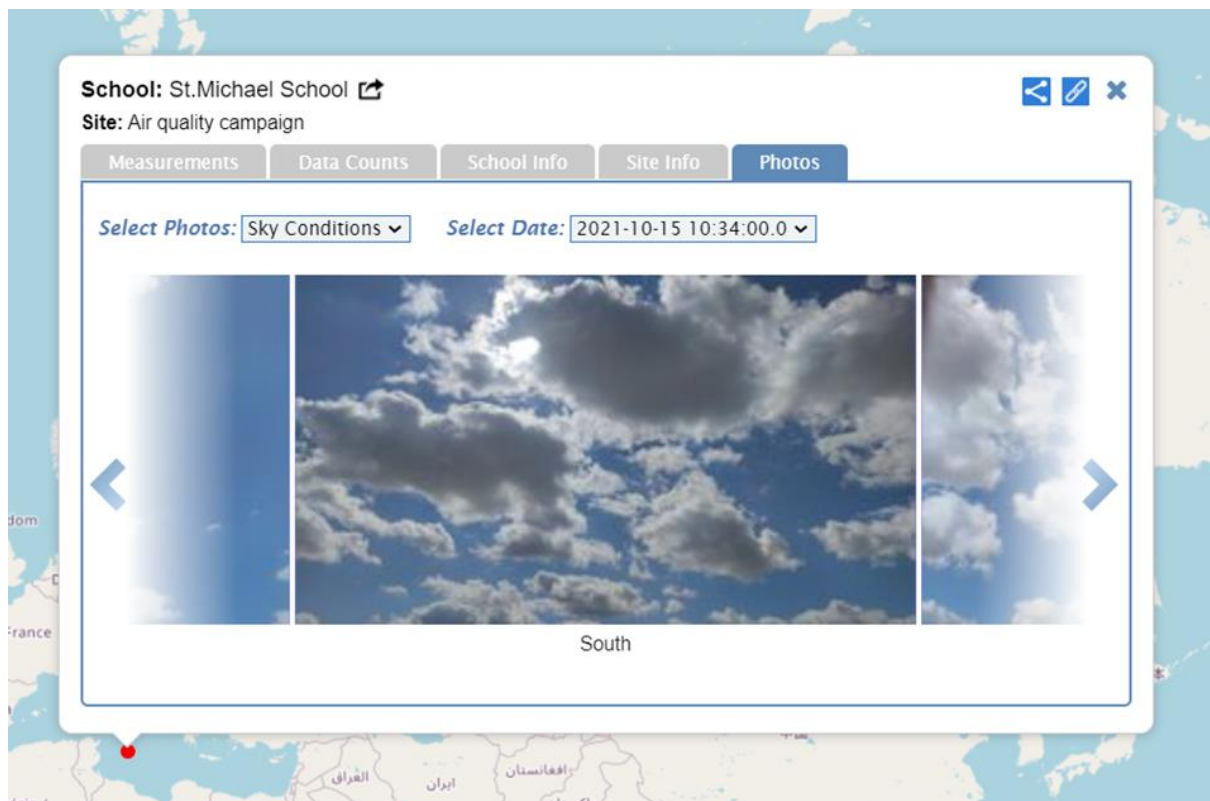 School: St.Michael School
Site: Air quality campaign
Measurements Data Counts School Info Site Info Photos
Select Photos: Sky Conditions Select Date: 2021-10-15 10:34:00.0
South
dom
France
العراق
ایران
افغانستان